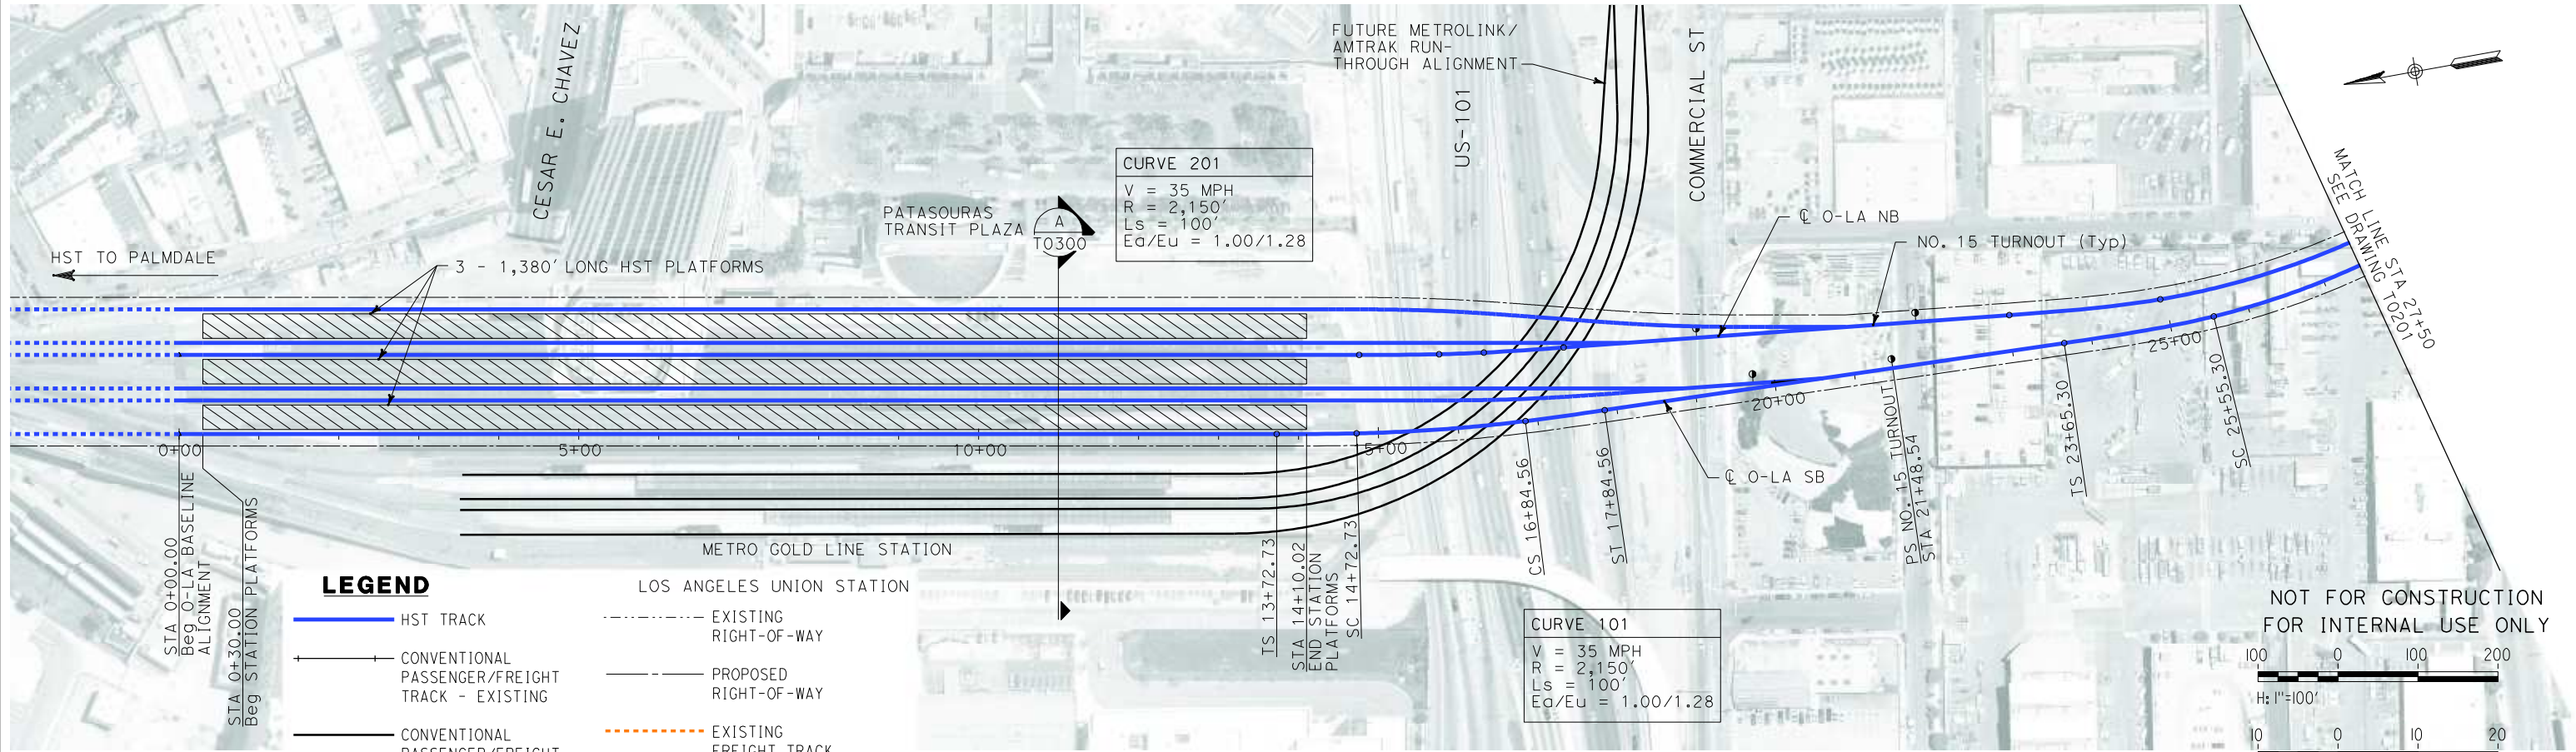 FUTURE METROLINK/
AMTRAK RUN-
THROUGH ALIGNMENT
CESAR E. CHAVEZ
US-101
COMMERCIAL ST
CURVE 201
V = 35 MPH
R = 2,150'
Ls = 100'
Ea/Eu = 1.00/1.28
PATASOURAS
TRANSIT PLAZA
A
T0300
MATCH LINE STA 27+50
SEE DRAWING T0201
℄ O-LA NB
NO. 15 TURNOUT (Typ)
HST TO PALMDALE
3 - 1,380' LONG HST PLATFORMS
0+00
5+00
10+00
15+00
20+00
25+00
℄ O-LA SB
STA 0+00.00
Beg O-LA BASELINE
ALIGNMENT
STA 0+30.00
Beg STATION PLATFORMS
METRO GOLD LINE STATION
TS 13+72.73
STA 14+10.02
END STATION
PLATFORMS
SC 14+72.73
CS 16+84.56
ST 17+84.56
PS NO. 15 TURNOUT
STA 21+48.54
TS 23+65.30
SC 25+55.30
LEGEND
LOS ANGELES UNION STATION
HST TRACK
CONVENTIONAL
PASSENGER/FREIGHT
TRACK - EXISTING
CONVENTIONAL
PASSENGER/FREIGHT
EXISTING
RIGHT-OF-WAY
PROPOSED
RIGHT-OF-WAY
EXISTING
FREIGHT TRACK
CURVE 101
V = 35 MPH
R = 2,150'
Ls = 100'
Ea/Eu = 1.00/1.28
NOT FOR CONSTRUCTION
FOR INTERNAL USE ONLY
100 0 100 200
H: 1"=100'
10 0 10 20